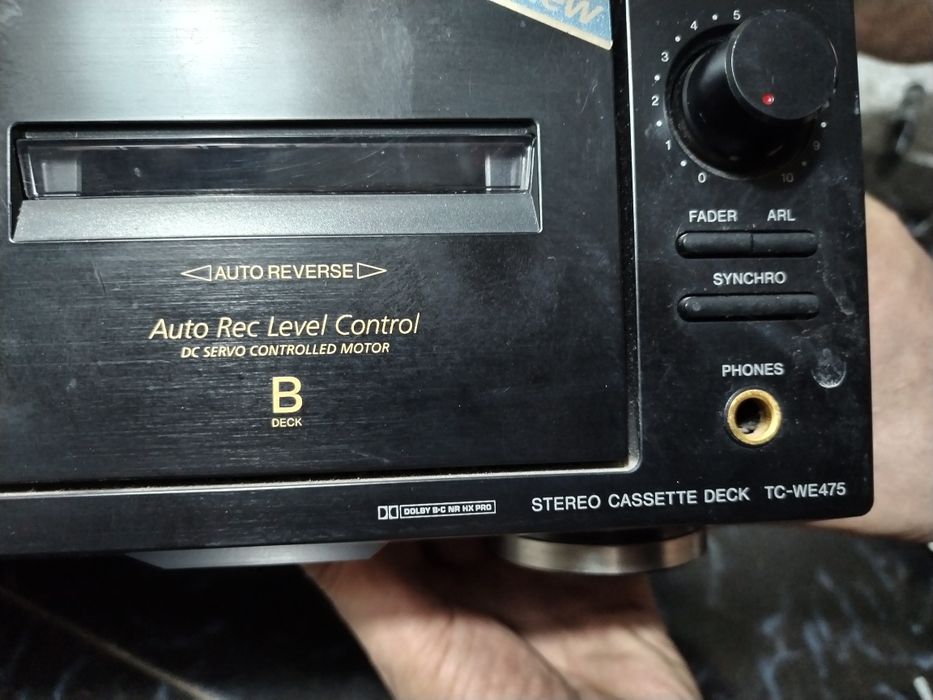 5
4
3
2
1
0
9
10
FADER ARL
SYNCHRO
PHONES
AUTO REVERSE
Auto Rec Level Control
DC SERVO CONTROLLED MOTOR
B
DECK
DOLBY B·C NR HX PRO
STEREO CASSETTE DECK TC-WE475